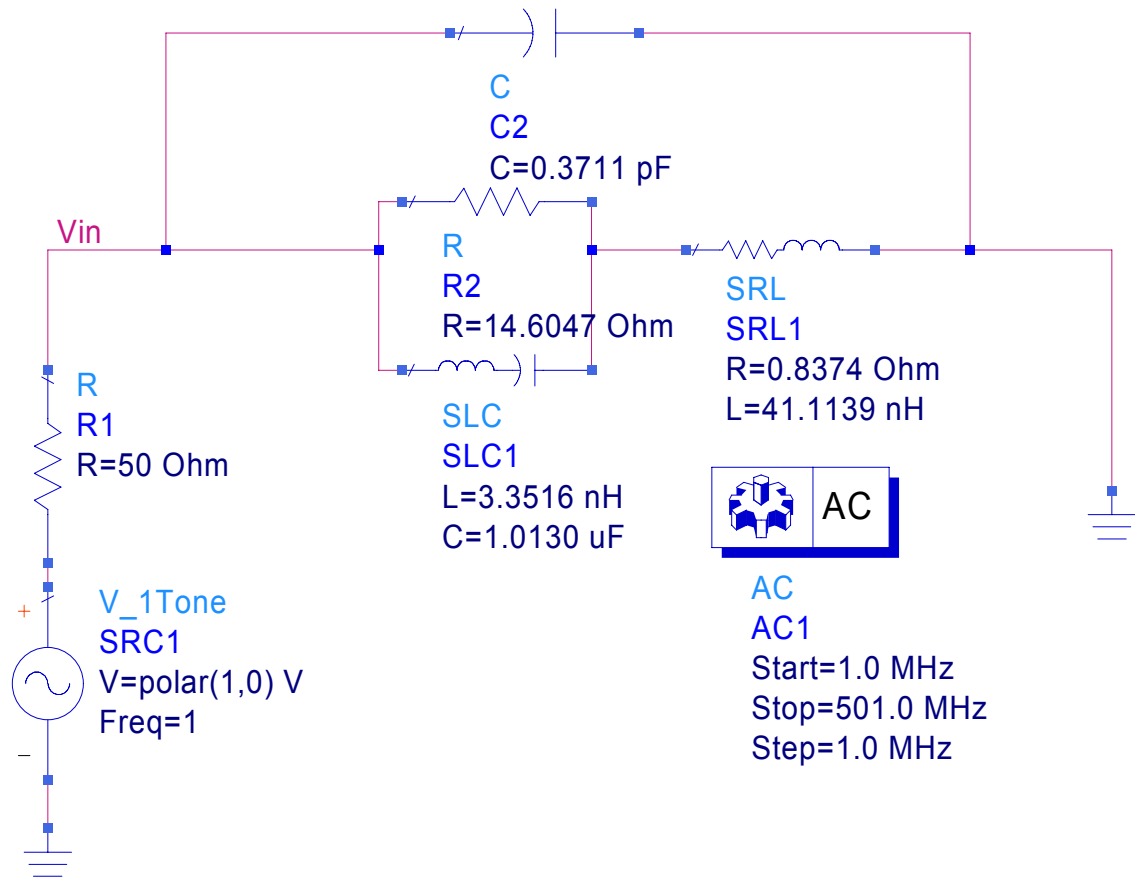 C
C2
C=0.3711 pF
Vin
R
R2
R=14.6047 Ohm
SRL
SRL1
R=0.8374 Ohm
L=41.1139 nH
R
R1
R=50 Ohm
SLC
SLC1
L=3.3516 nH
C=1.0130 uF
AC
AC
AC1
Start=1.0 MHz
Stop=501.0 MHz
Step=1.0 MHz
+
V_1Tone
SRC1
V=polar(1,0) V
Freq=1
−